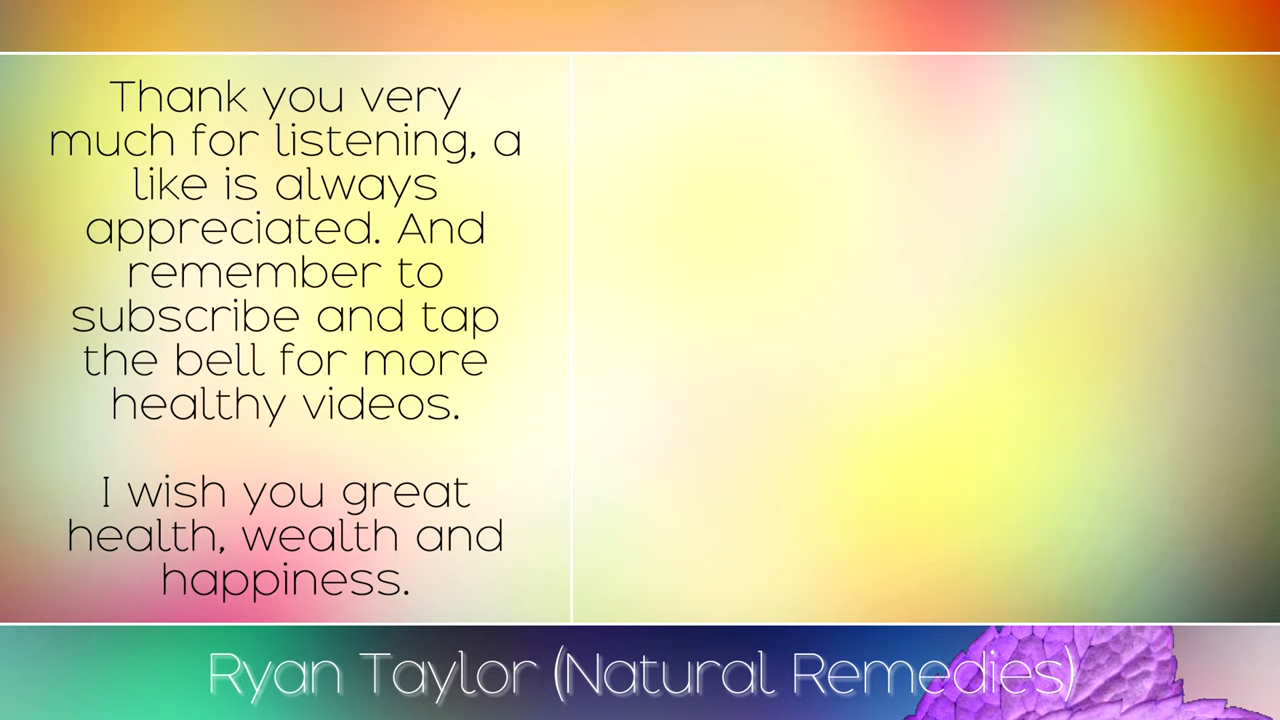 Thank you very
much for listening, a
like is always
appreciated. And
remember to
subscribe and tap
the bell for more
healthy videos.
I wish you great
health, wealth and
happiness.
Ryan Taylor (Natural Remedies)